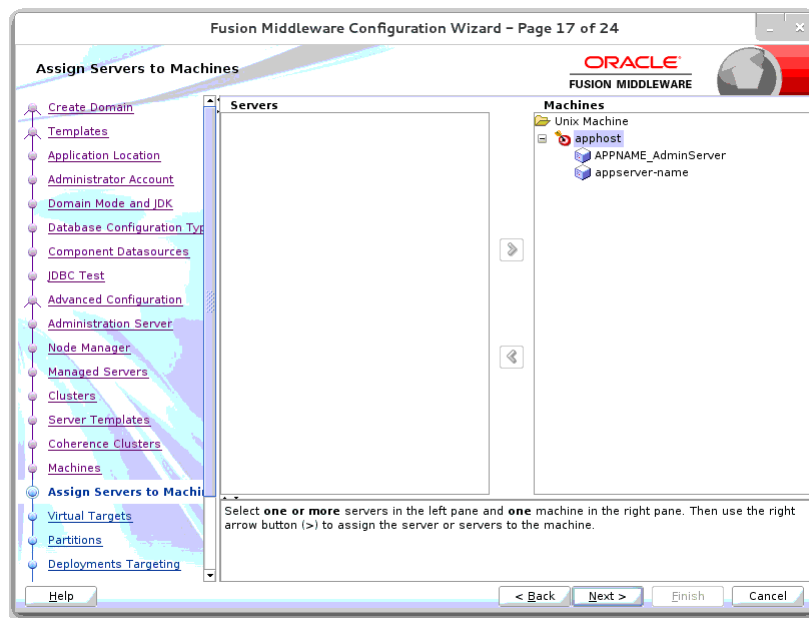 Fusion Middleware Configuration Wizard - Page 17 of 24
Assign Servers to Machines
ORACLE
FUSION MIDDLEWARE
Create Domain
Templates
Application Location
Administrator Account
Domain Mode and JDK
Database Configuration Typ
Component Datasources
JDBC Test
Advanced Configuration
Administration Server
Node Manager
Managed Servers
Clusters
Server Templates
Coherence Clusters
Machines
Assign Servers to Machi
Virtual Targets
Partitions
Deployments Targeting
Servers
Machines
Unix Machine
apphost
APPNAME_AdminServer
appserver-name
Select one or more servers in the left pane and one machine in the right pane. Then use the right
arrow button (>) to assign the server or servers to the machine.
Help
< Back
Next >
Finish
Cancel